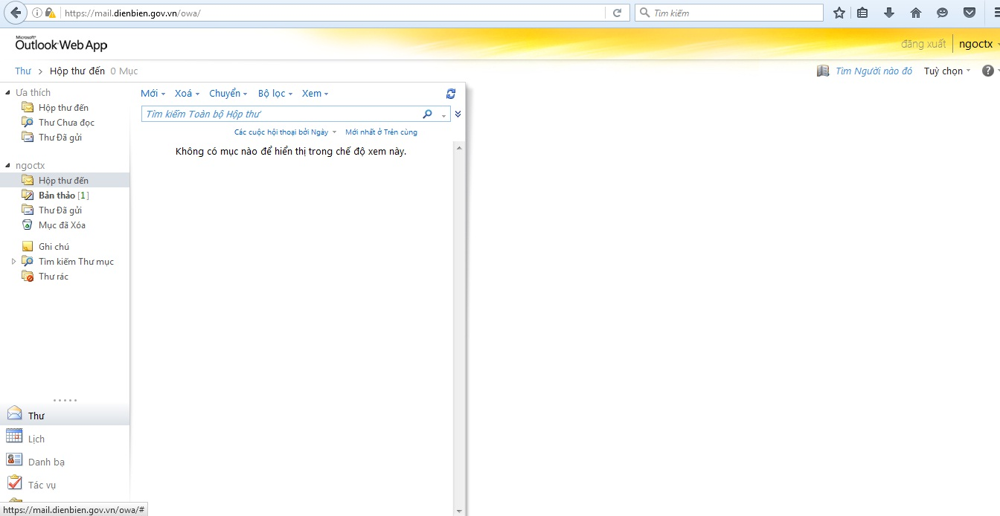 https://mail.dienbien.gov.vn/owa/
Tìm kiếm
Microsoft®
Outlook Web App
đăng xuất
ngoctx
Thư > Hộp thư đến 0 Mục
Tìm Người nào đó
Tuỳ chọn
?
Ưa thích
Hộp thư đến
Thư Chưa đọc
Thư Đã gửi
ngoctx
Hộp thư đến
Bản thảo [1]
Thư Đã gửi
Mục đã Xóa
Ghi chú
Tìm kiếm Thư mục
Thư rác
Mới
Xoá
Chuyển
Bộ lọc
Xem
Tìm kiếm Toàn bộ Hộp thư
Các cuộc hội thoại bởi Ngày
Mới nhất ở Trên cùng
Không có mục nào để hiển thị trong chế độ xem này.
Thư
Lịch
Danh bạ
Tác vụ
https://mail.dienbien.gov.vn/owa/#